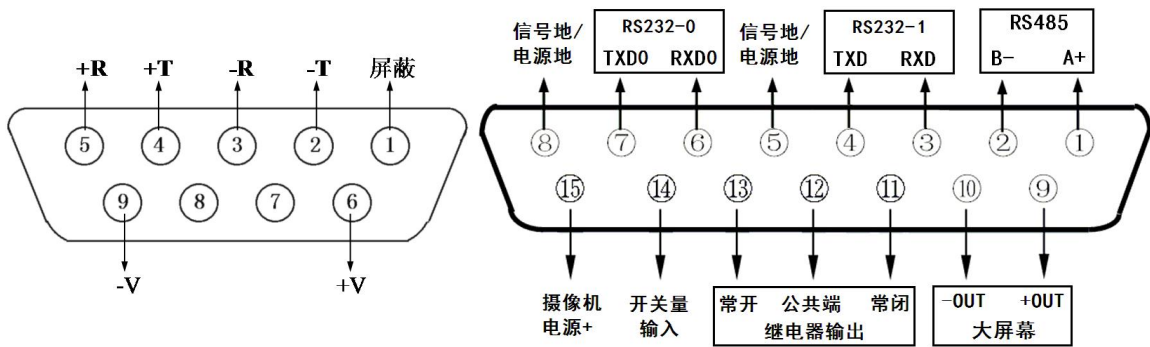 +R +T -R -T 屏蔽
5 4 3 2 1
9 8 7 6
-V +V
信号地/
电源地
RS232-0
TXD0 RXD0
信号地/
电源地
RS232-1
TXD RXD
RS485
B- A+
⑧ ⑦ ⑥ ⑤ ④ ③ ② ①
⑮ ⑭ ⑬ ⑫ ⑪ ⑩ ⑨
摄像机
电源+
开关量
输入
常开 公共端 常闭
继电器输出
-OUT +OUT
大屏幕